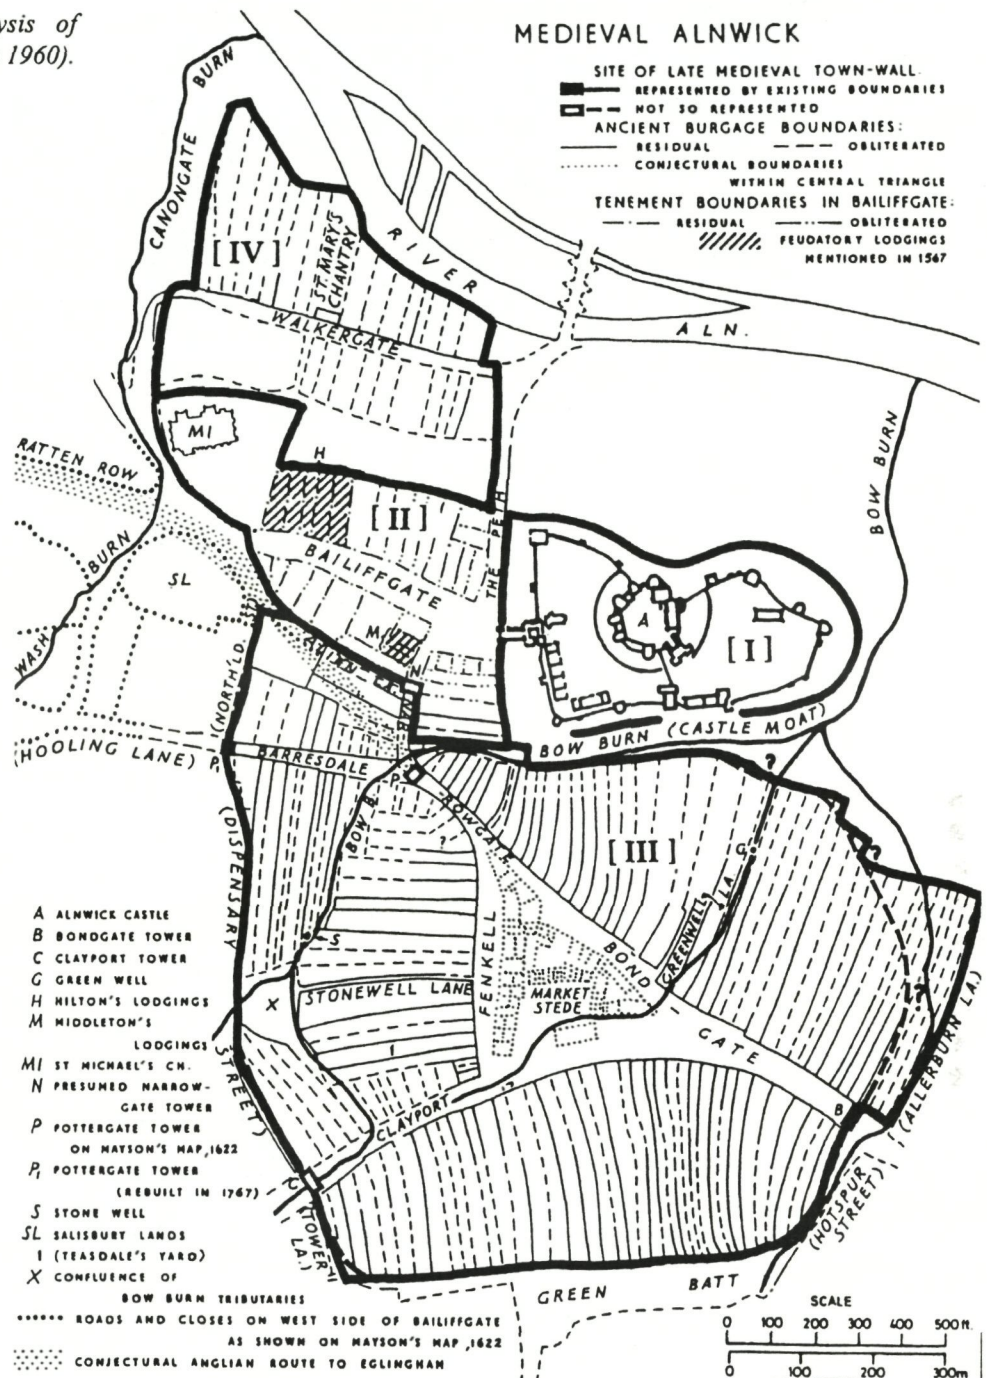 ysis of
1960).
MEDIEVAL ALNWICK
SITE OF LATE MEDIEVAL TOWN-WALL.
REPRESENTED BY EXISTING BOUNDARIES
NOT SO REPRESENTED
ANCIENT BURGAGE BOUNDARIES:
RESIDUAL OBLITERATED
CONJECTURAL BOUNDARIES
WITHIN CENTRAL TRIANGLE
TENEMENT BOUNDARIES IN BAILIFFGATE:
RESIDUAL OBLITERATED
FEUDATORY LODGINGS
MENTIONED IN 1567
CANONGATE BURN
[IV]
ST. MARY'S
CHANTRY
RIVER
ALN.
WALKERGATE
MI
H
RATTEN ROW
BOW BURN
[II]
THE PETH
BAILIFFGATE
WASH BURN
SL
A
[I]
M
N
BOW BURN (CASTLE MOAT)
(NORTH'LD. ST.)
(HOOLING LANE)
P₁
BARRESDALE
P
?
ROWGATE
BOW B.
?
[III]
G
(DISPENSARY
STREET)
GREENWELL LA.
FENKELL
S
BOND
GATE
STONEWELL LANE
MARKET
STEDE
X
I
?
?
CLAYPORT
B
(ALLERBURN LA.)
C
(TOWER
LA.)
(HOTSPUR
STREET)
GREEN BATT
A ALNWICK CASTLE
B BONDGATE TOWER
C CLAYPORT TOWER
G GREEN WELL
H HILTON'S LODGINGS
M MIDDLETON'S
LODGINGS
MI ST MICHAEL'S CH.
N PRESUMED NARROW-
GATE TOWER
P POTTERGATE TOWER
ON MAYSON'S MAP, 1622
P₁ POTTERGATE TOWER
(REBUILT IN 1767)
S STONE WELL
SL SALISBURY LANDS
I (TEASDALE'S YARD)
X CONFLUENCE OF
BOW BURN TRIBUTARIES
ROADS AND CLOSES ON WEST SIDE OF BAILIFFGATE
AS SHOWN ON MAYSON'S MAP, 1622
CONJECTURAL ANGLIAN ROUTE TO EGLINGHAM
SCALE
0 100 200 300 400 500 ft.
0 100 200 300m